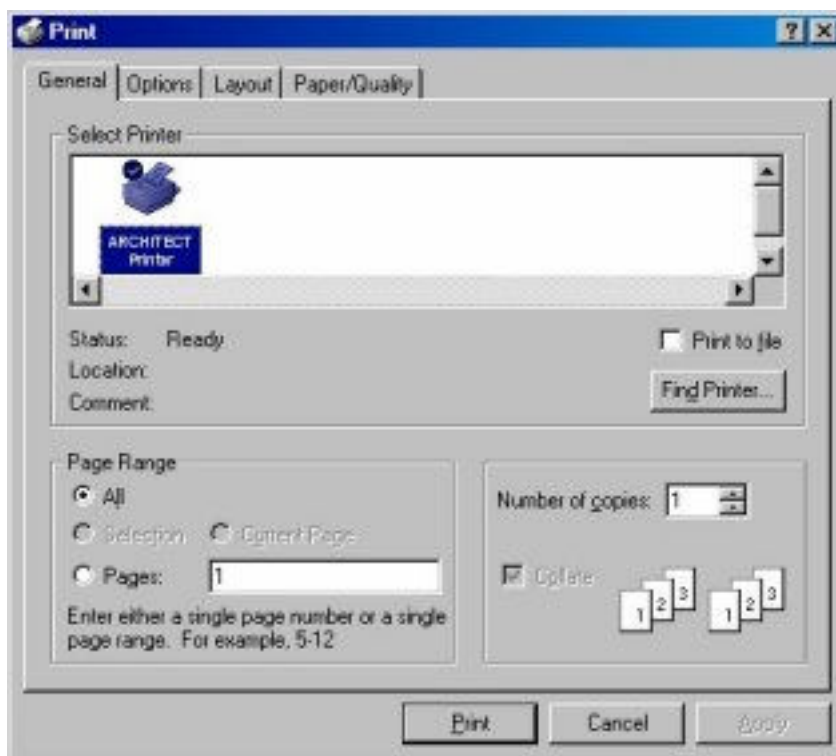 Print
General Options Layout Paper/Quality
Select Printer
ARCHITECT
Printer
Status: Ready
Print to file
Location:
Find Printer...
Comment:
Page Range
All
Number of copies: 1
Selection Current Page
Pages: 1
Collate
1 2 3 1 2 3
Enter either a single page number or a single
page range. For example, 5-12
Print Cancel Apply